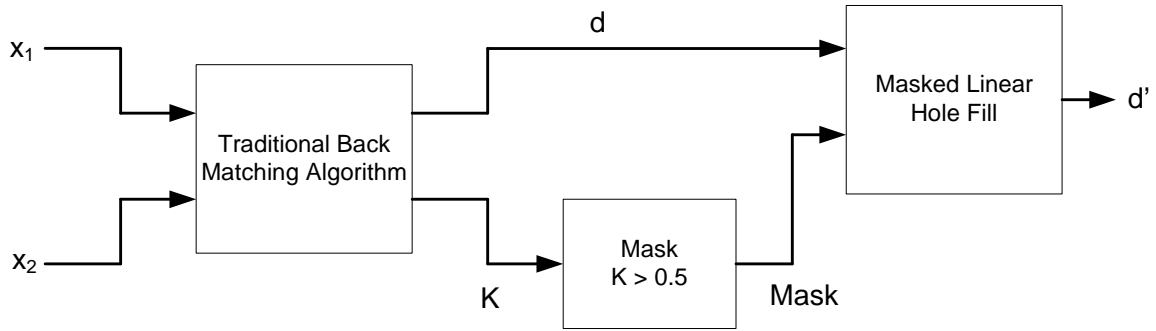 x1
x2
Traditional Back
Matching Algorithm
d
K
Mask
K > 0.5
Mask
Masked Linear
Hole Fill
d’